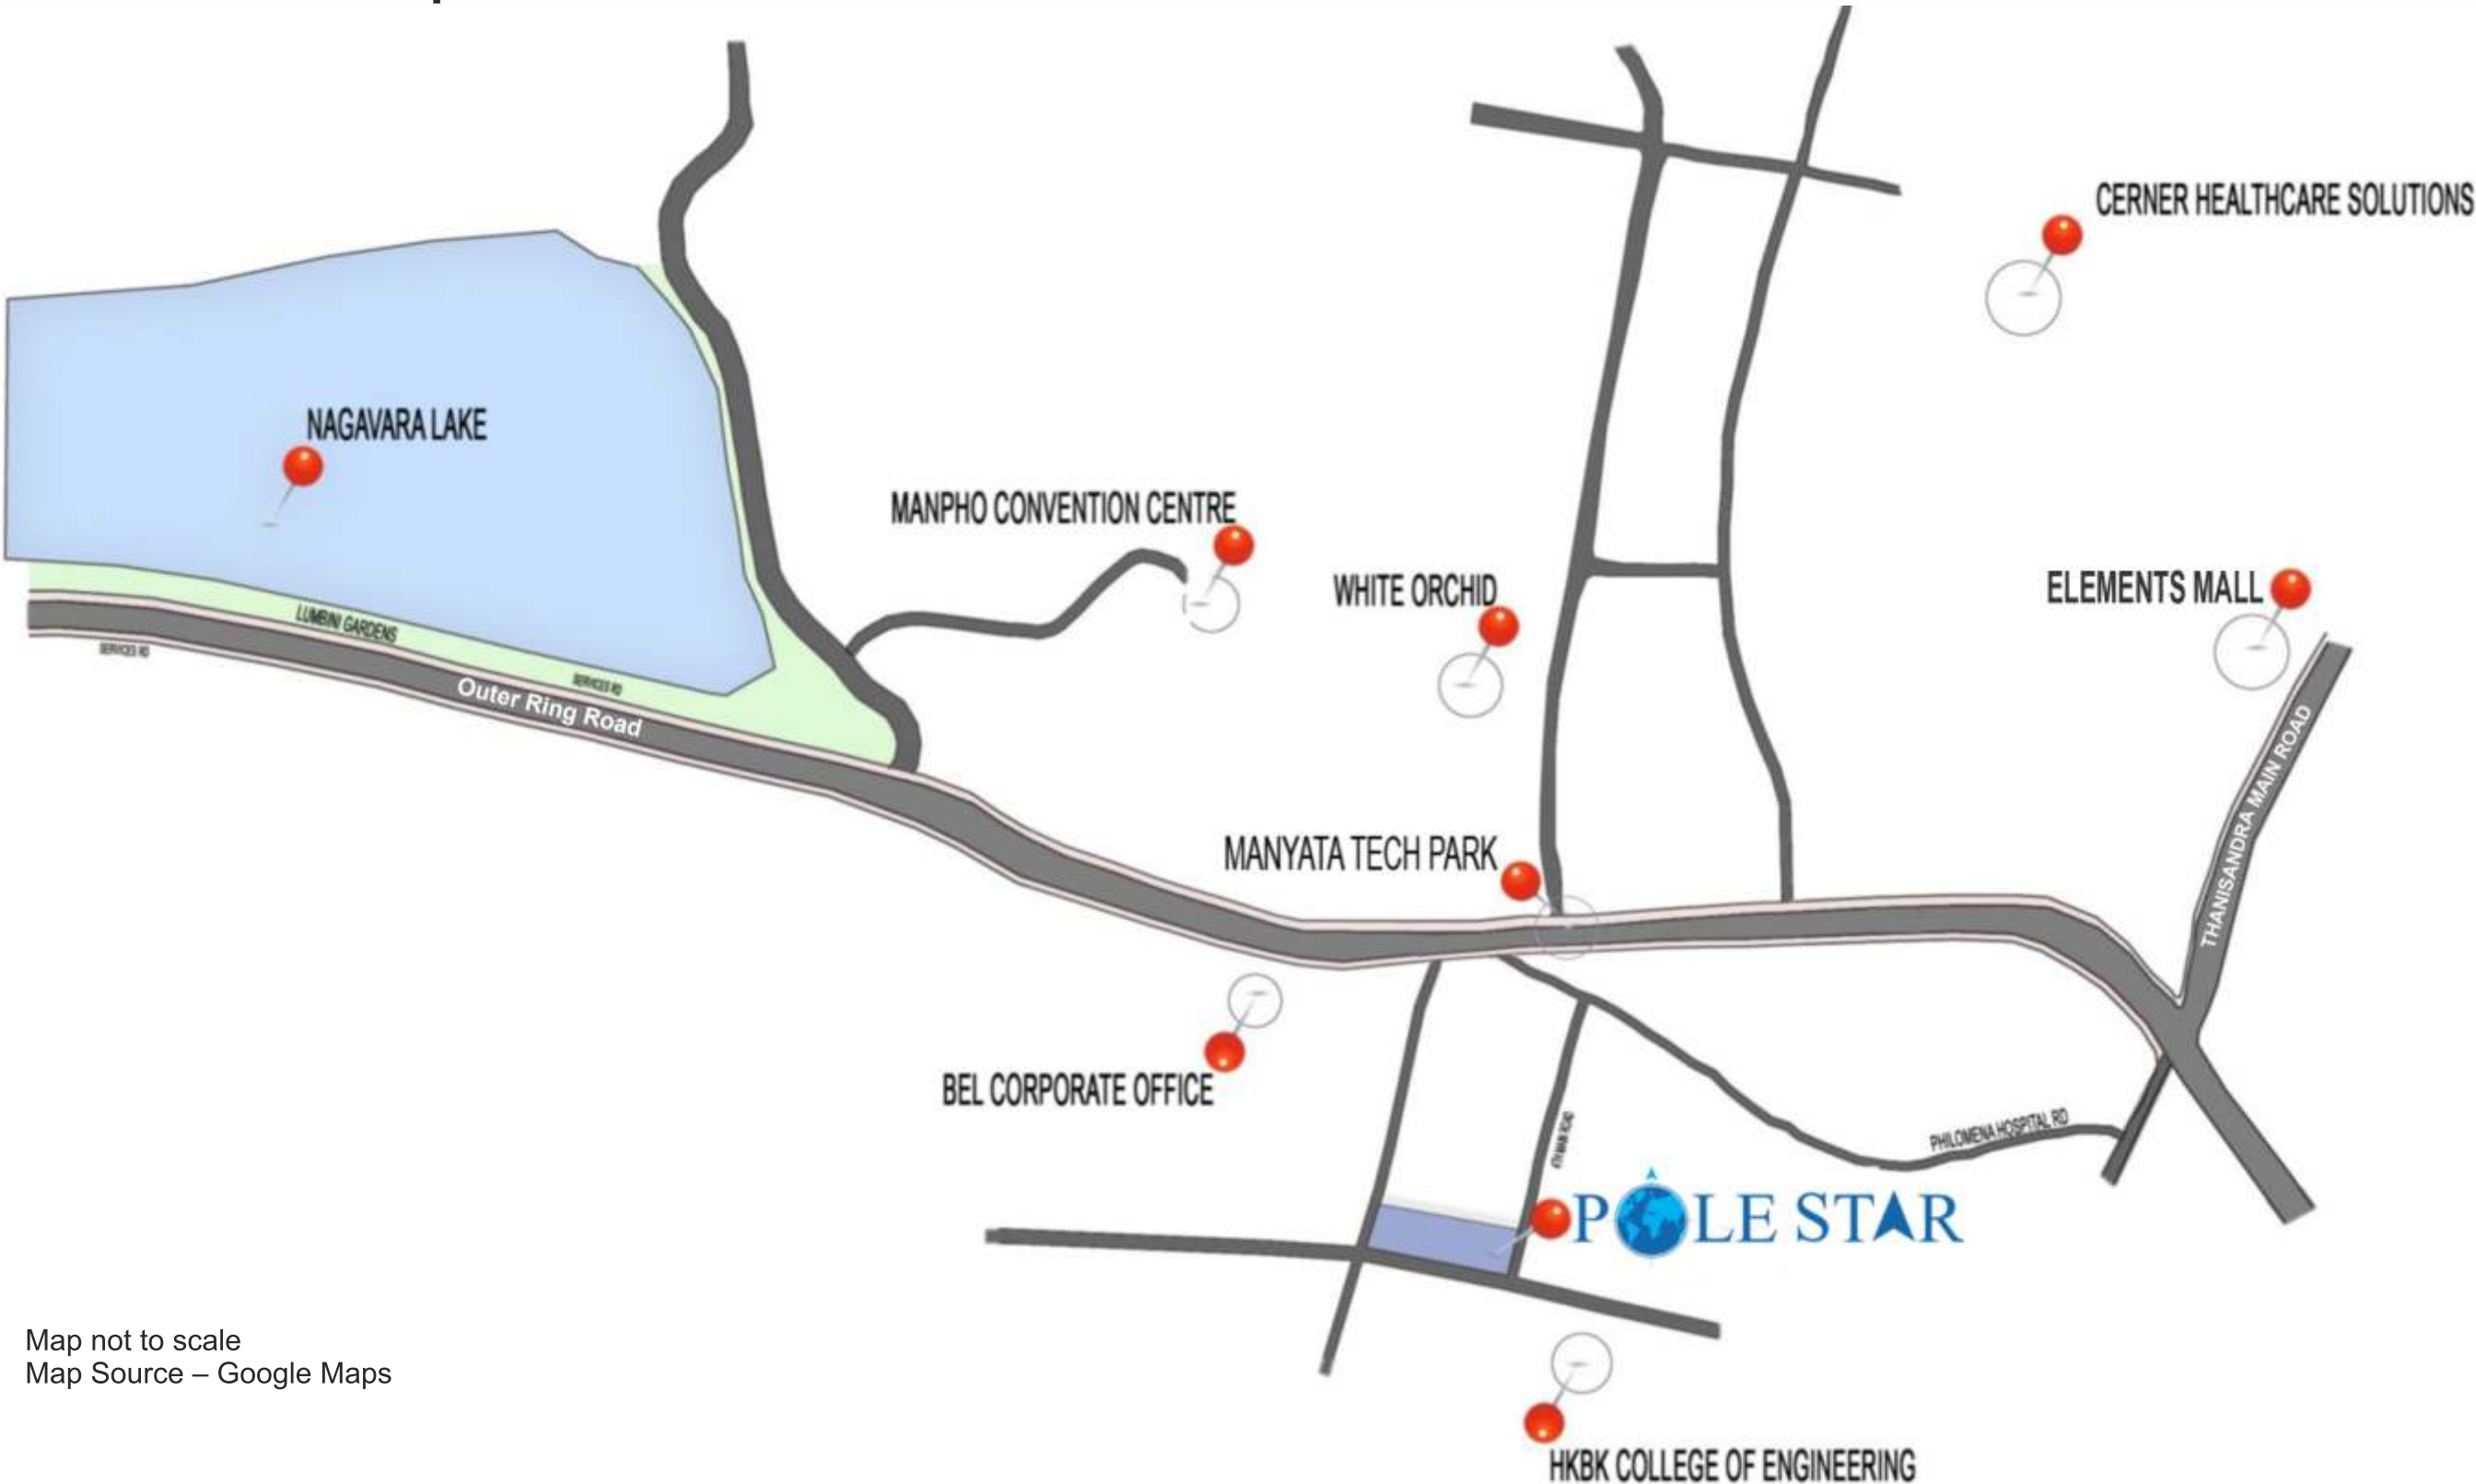 CERNER HEALTHCARE SOLUTIONS
NAGAVARA LAKE
MANPHO CONVENTION CENTRE
WHITE ORCHID
ELEMENTS MALL
LUMBINI GARDENS
SERVICES RD
SERVICES RD
Outer Ring Road
THANISANDRA MAIN ROAD
MANYATA TECH PARK
BEL CORPORATE OFFICE
MAIN ROAD
PHILOMENA HOSPITAL RD
POLE STAR
Map not to scale
Map Source – Google Maps
HKBK COLLEGE OF ENGINEERING